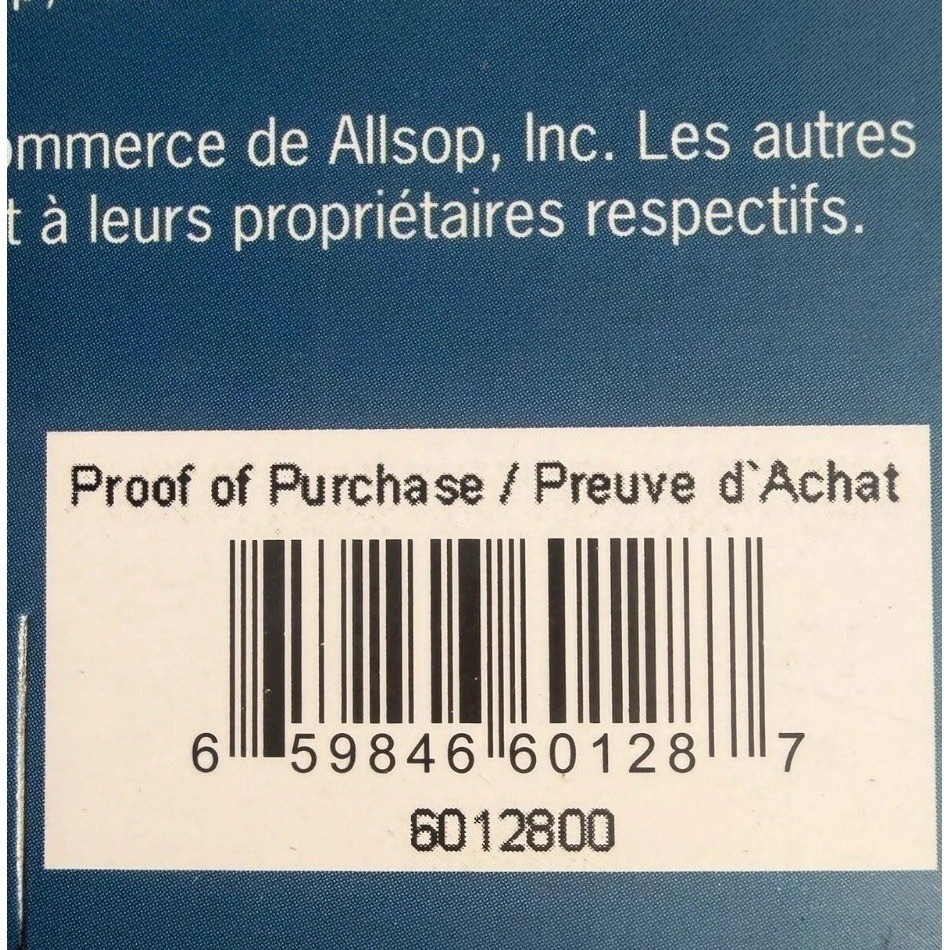 ommerce de Allsop, Inc. Les autres
t à leurs propriétaires respectifs.
Proof of Purchase / Preuve d`Achat
6 59846 60128 7
6012800